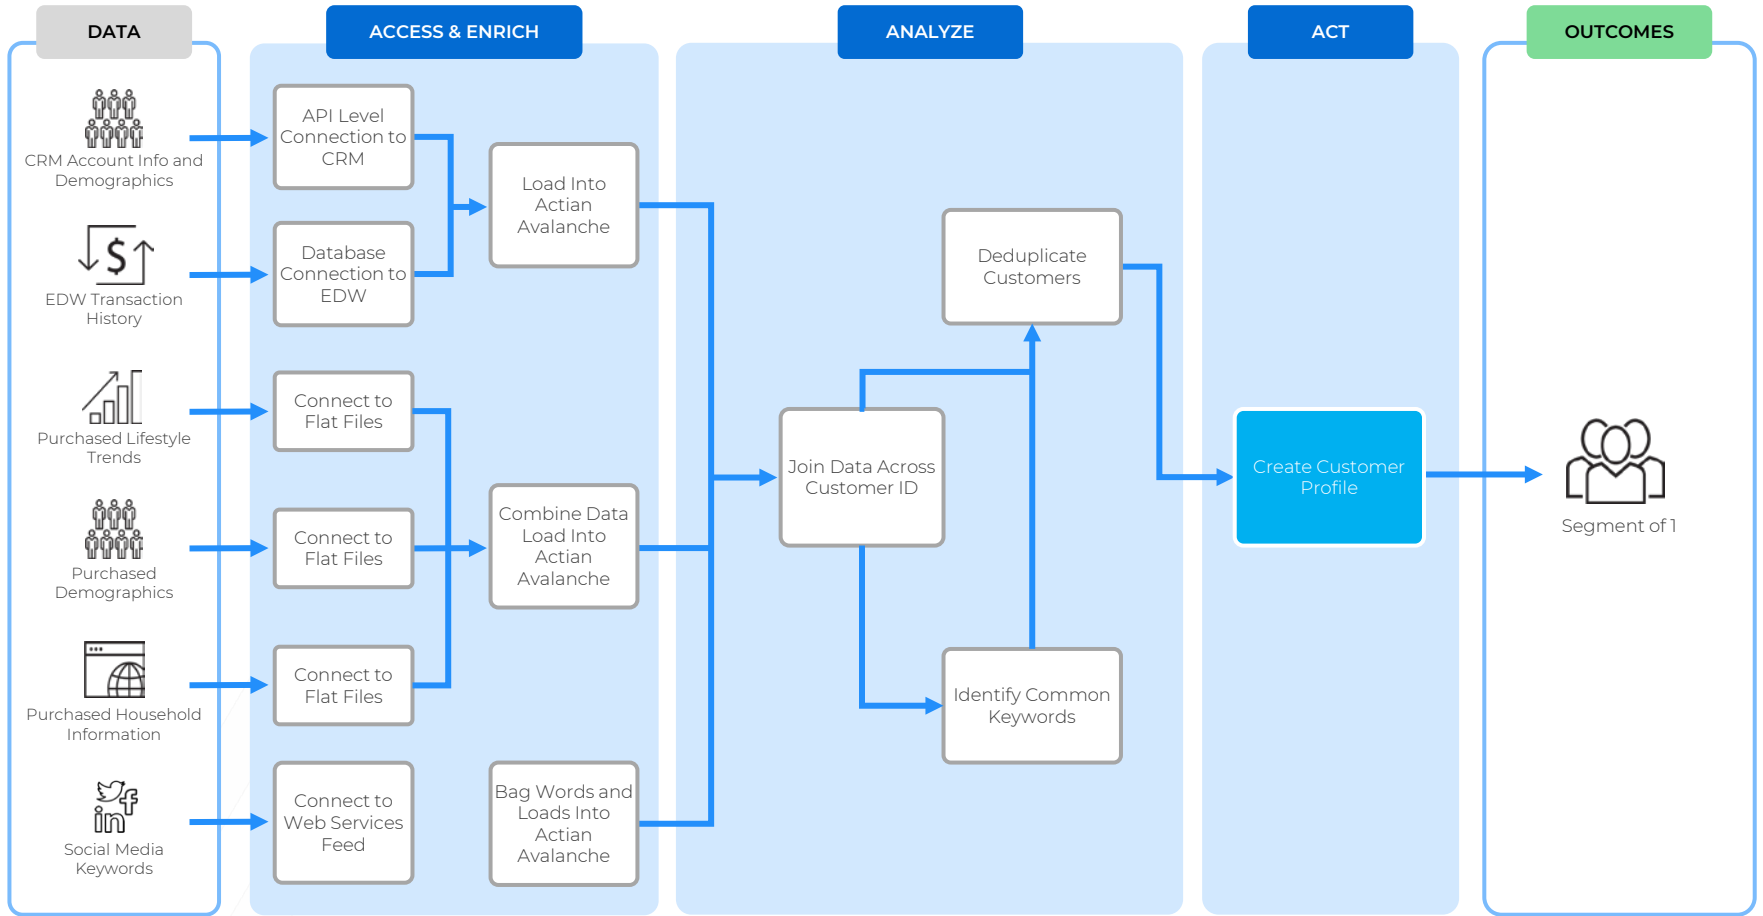 DATA
ACCESS & ENRICH
ANALYZE
ACT
OUTCOMES
CRM Account Info and
Demographics
EDW Transaction
History
Purchased Lifestyle
Trends
Purchased
Demographics
Purchased Household
Information
Social Media
Keywords
API Level
Connection to
CRM
Database
Connection to
EDW
Connect to
Flat Files
Connect to
Flat Files
Connect to
Flat Files
Connect to
Web Services
Feed
Load Into
Actian
Avalanche
Combine Data
Load Into
Actian
Avalanche
Bag Words and
Loads Into
Actian
Avalanche
Join Data Across
Customer ID
Deduplicate
Customers
Identify Common
Keywords
Create Customer
Profile
Segment of 1